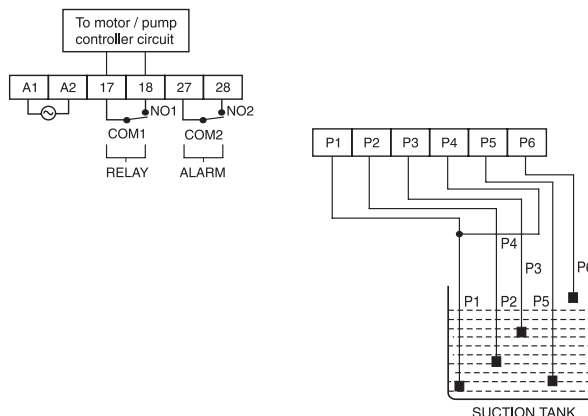 To motor / pump
controller circuit
A1 A2 17 18 27 28
NO1 NO2
COM1 COM2
RELAY ALARM
P1 P2 P3 P4 P5 P6
P4
P3
P6
P1 P2 P5
SUCTION TANK